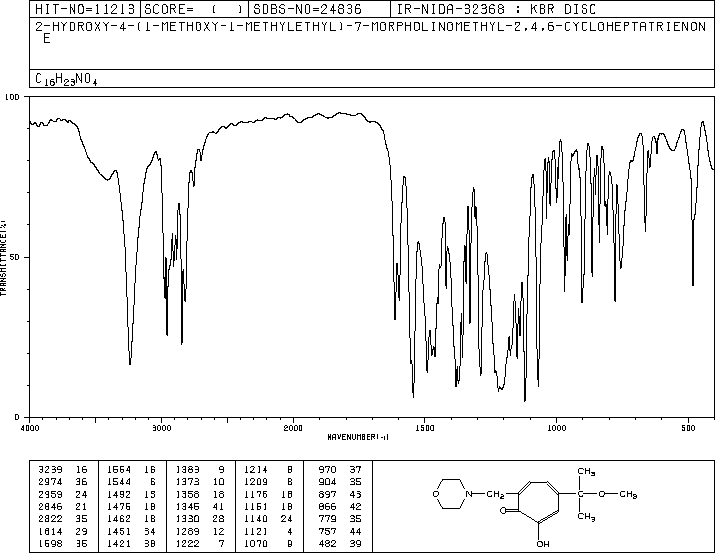 HIT-NO=11213 SCORE= ( ) SDBS-NO=24836 IR-NIDA-32368 : KBR DISC
2-HYDROXY-4-(1-METHOXY-1-METHYLETHYL)-7-MORPHOLINOMETHYL-2,4,6-CYCLOHEPTATRIENON
E
C16H23NO4
100
50
0
TRANSMITTANCE(%)
4000 3000 2000 1500 1000 500
WAVENUMBER(-1)
3239 16 1564 16 1383 9 1214 8 970 37
2974 36 1544 6 1373 10 1209 8 904 35
2959 24 1492 13 1358 18 1176 18 897 43
2846 21 1475 18 1346 41 1151 18 866 42
2822 35 1462 18 1330 28 1140 24 779 35
1614 29 1451 34 1289 12 1121 4 757 44
1598 35 1421 38 1222 7 1070 9 482 39
CH3
O N CH2 C O CH3
O CH3
OH